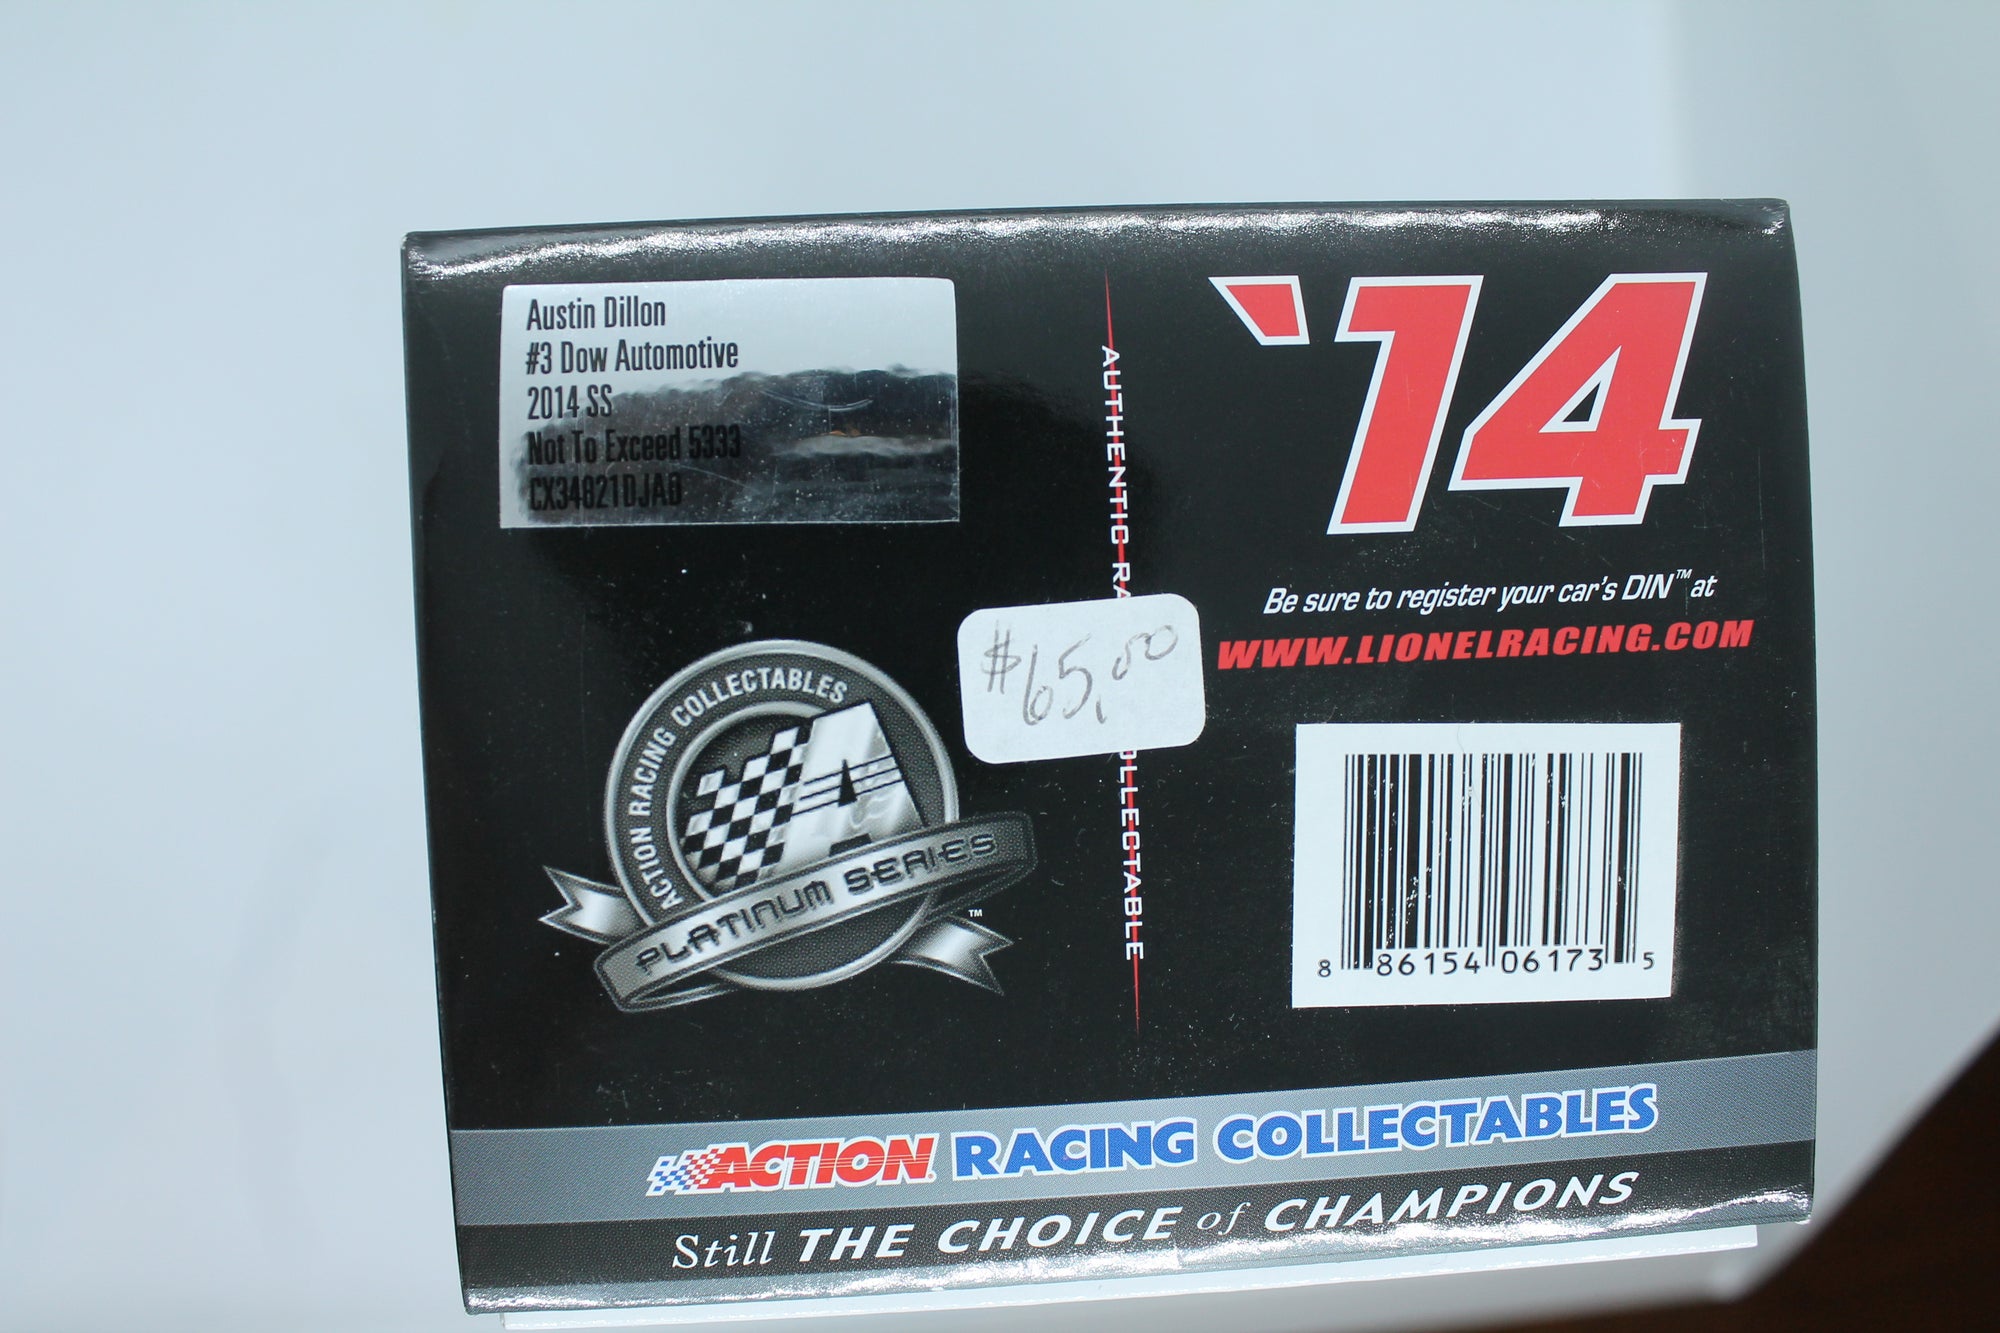 Austin Dillon
#3 Dow Automotive
2014 SS
Not To Exceed 5333
CX34821DJAD
'14
Be sure to register your car's DIN™ at
WWW.LIONELRACING.COM
$65.00
ACTION RACING COLLECTABLES
A
PLATINUM SERIES
™
AUTHENTIC
8 86154 06173 5
ACTION RACING COLLECTABLES
Still THE CHOICE of CHAMPIONS